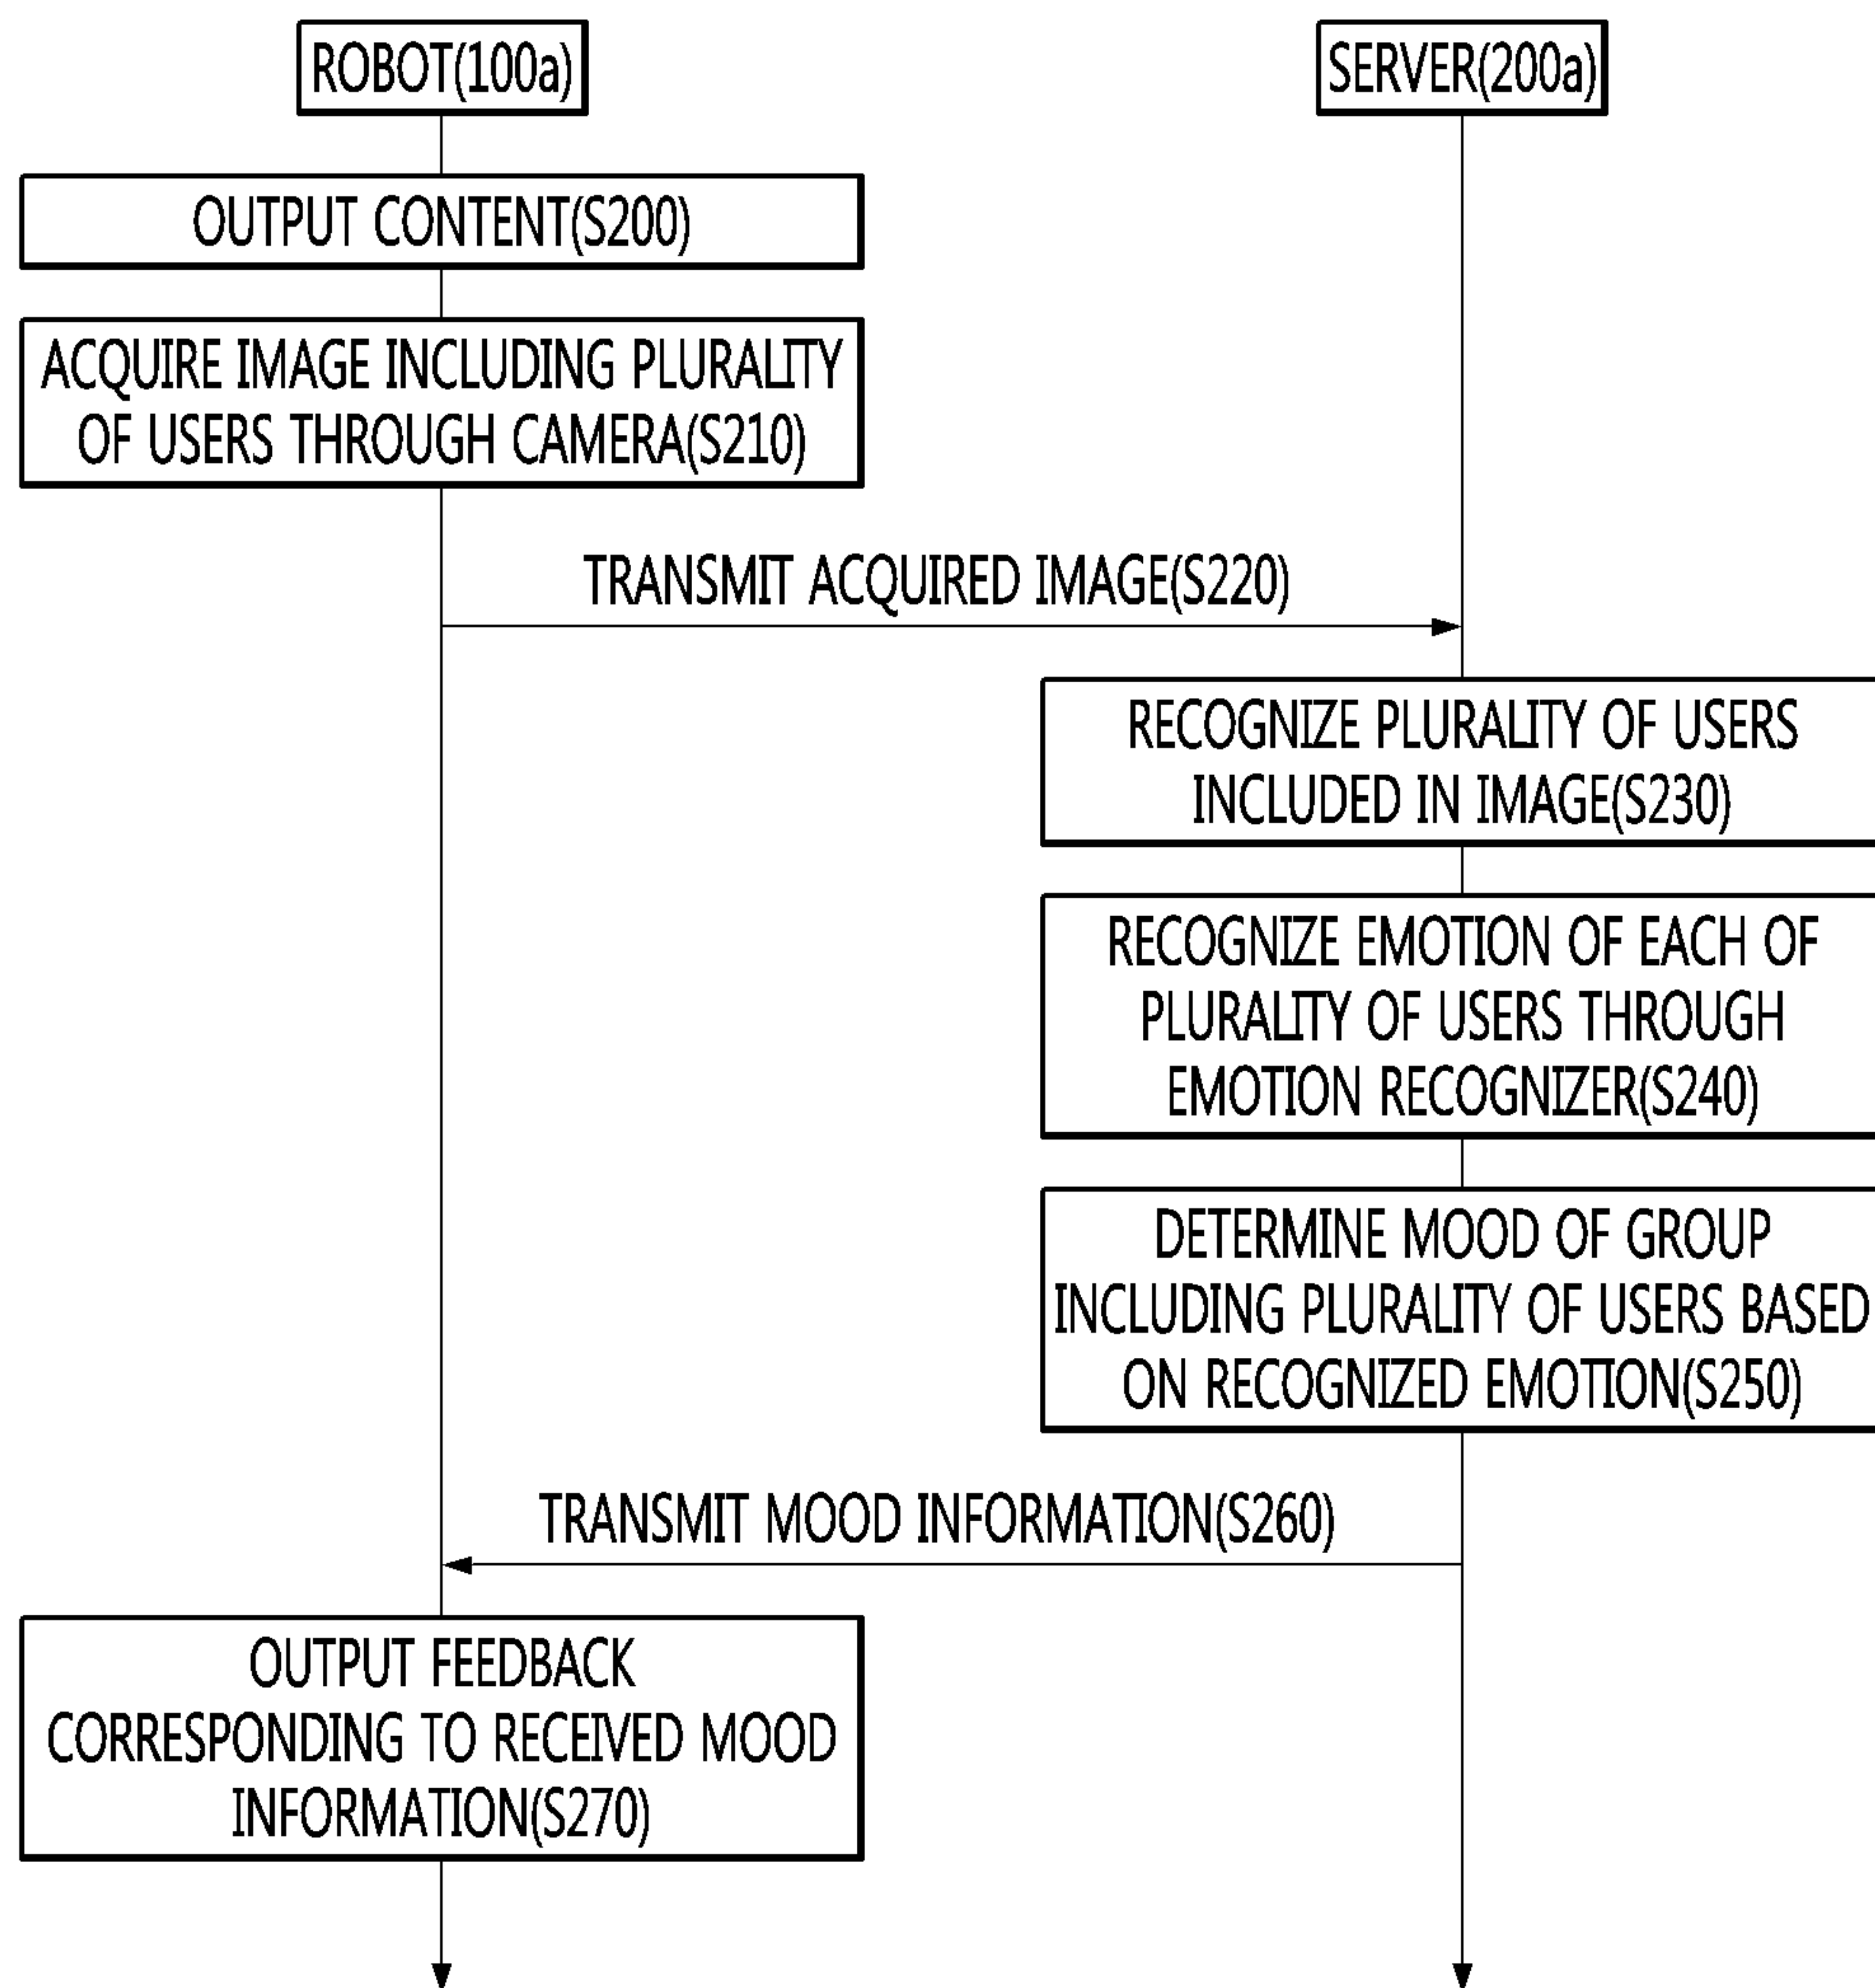 ROBOT(100a)
SERVER(200a)
OUTPUT CONTENT(S200)
ACQUIRE IMAGE INCLUDING PLURALITY
OF USERS THROUGH CAMERA(S210)
TRANSMIT ACQUIRED IMAGE(S220)
RECOGNIZE PLURALITY OF USERS
INCLUDED IN IMAGE(S230)
RECOGNIZE EMOTION OF EACH OF
PLURALITY OF USERS THROUGH
EMOTION RECOGNIZER(S240)
DETERMINE MOOD OF GROUP
INCLUDING PLURALITY OF USERS BASED
ON RECOGNIZED EMOTION(S250)
TRANSMIT MOOD INFORMATION(S260)
OUTPUT FEEDBACK
CORRESPONDING TO RECEIVED MOOD
INFORMATION(S270)